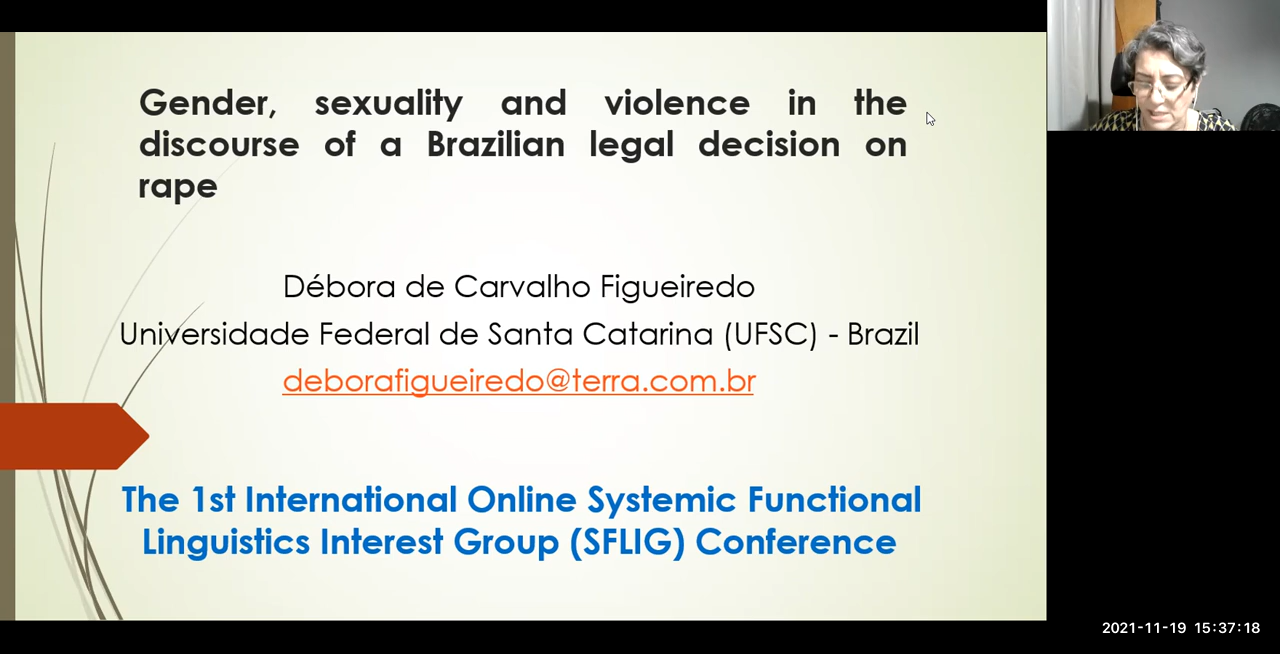 Gender, sexuality and violence in the
discourse of a Brazilian legal decision on
rape
Débora de Carvalho Figueiredo
Universidade Federal de Santa Catarina (UFSC) - Brazil
deborafigueiredo@terra.com.br
The 1st International Online Systemic Functional
Linguistics Interest Group (SFLIG) Conference
2021-11-19 15:37:18